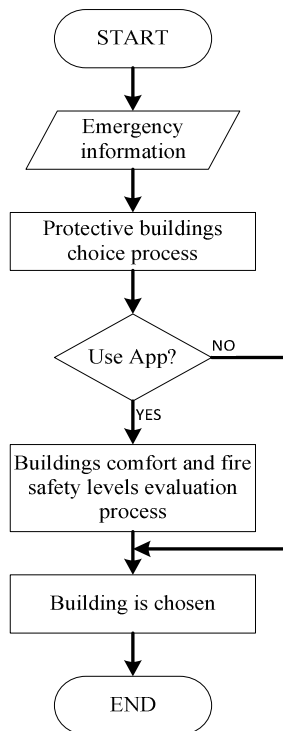 START
Emergency
information
Protective buildings
choice process
Use App?
NO
YES
Buildings comfort and fire
safety levels evaluation
process
Building is chosen
END